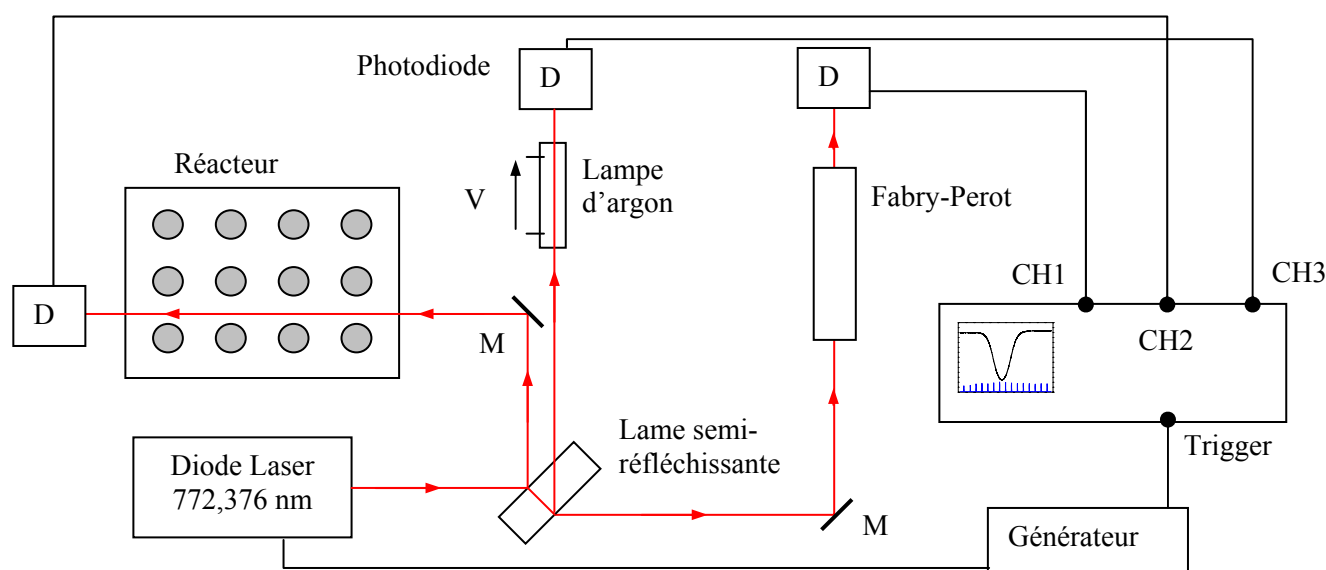 Photodiode
D
D
Réacteur
V
Lampe
d'argon
Fabry-Perot
CH1
CH3
D
M
CH2
Lame semi-
réfléchissante
Trigger
Diode Laser
772,376 nm
M
Générateur